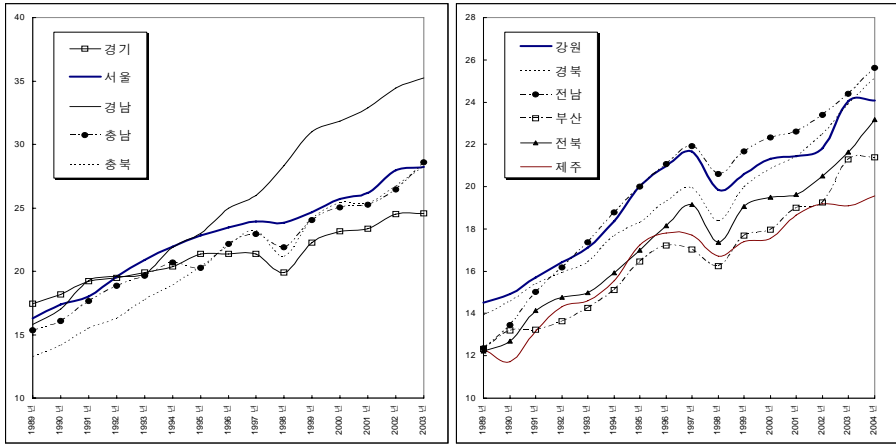 40
35
30
25
20
15
10
경기
서울
경남
충남
충북
1989년
1990년
1991년
1992년
1993년
1994년
1995년
1996년
1997년
1998년
1999년
2000년
2001년
2002년
2003년
28
26
24
22
20
18
16
14
12
10
강원
경북
전남
부산
전북
제주
1989년
1990년
1991년
1992년
1993년
1994년
1995년
1996년
1997년
1998년
1999년
2000년
2001년
2002년
2003년
2004년